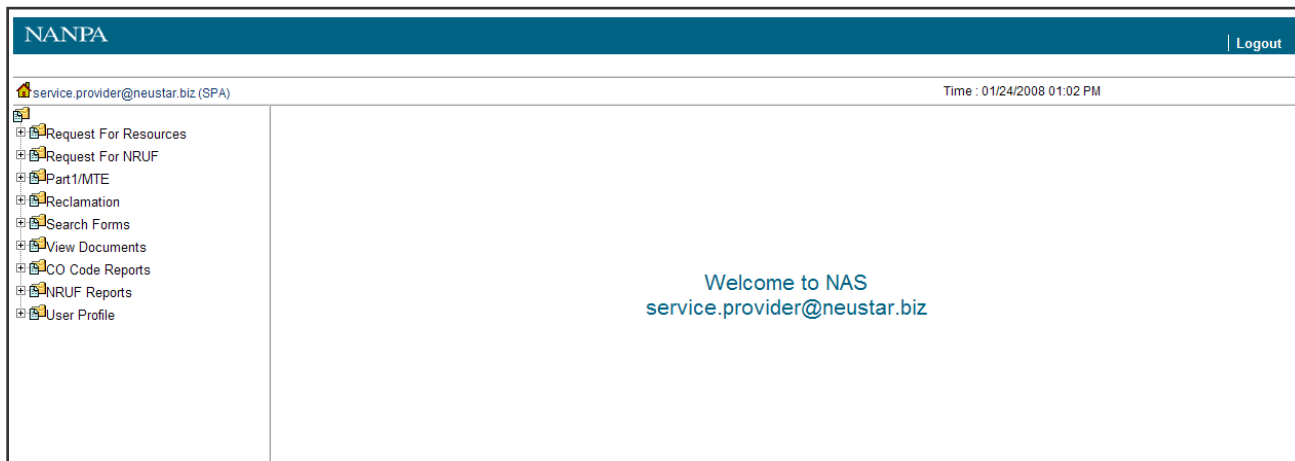 NANPA
Logout
service.provider@neustar.biz (SPA)
Time : 01/24/2008 01:02 PM
Request For Resources
Request For NRUF
Part1/MTE
Reclamation
Search Forms
View Documents
CO Code Reports
NRUF Reports
User Profile
Welcome to NAS
service.provider@neustar.biz